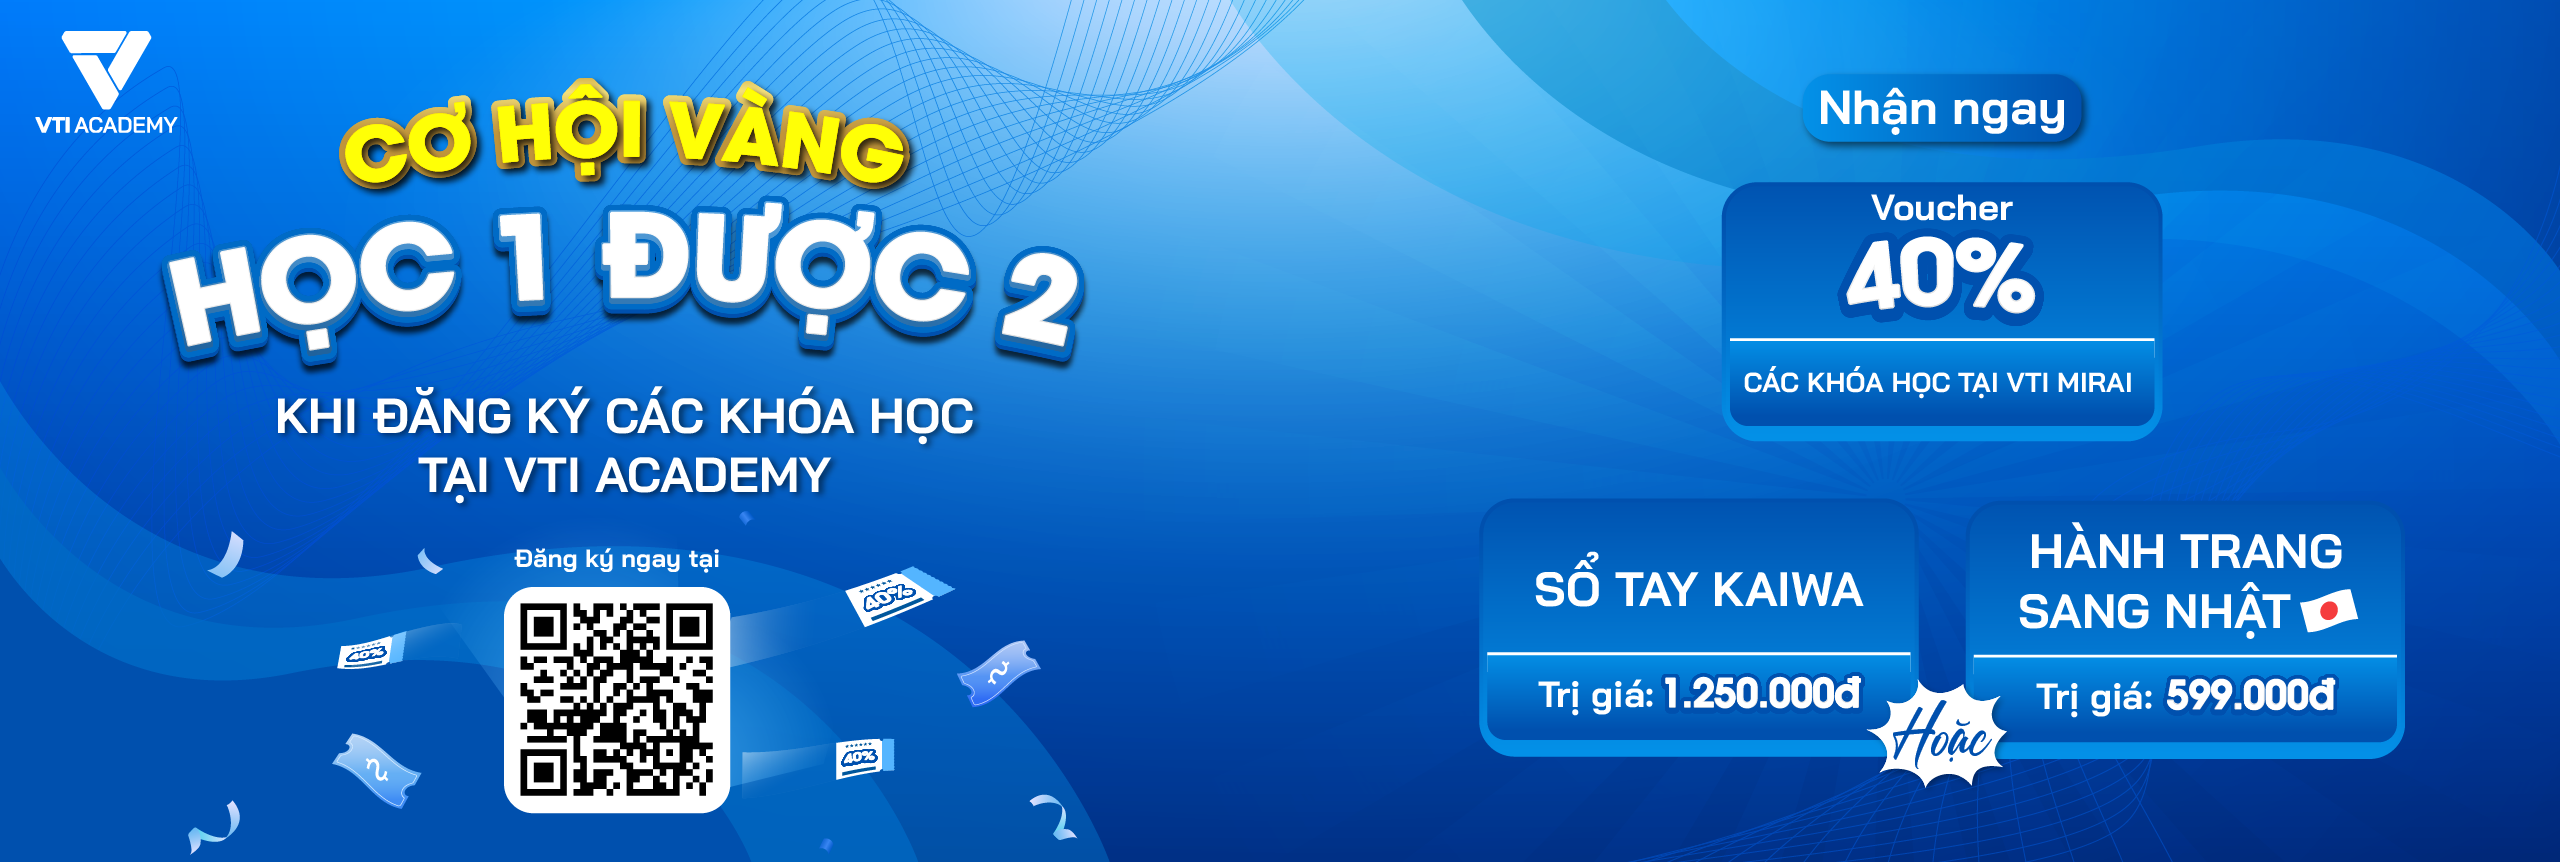 VTI ACADEMY
CƠ HỘI VÀNG
HỌC 1 ĐƯỢC 2
KHI ĐĂNG KÝ CÁC KHÓA HỌC
TẠI VTI ACADEMY
Đăng ký ngay tại
40%
40%
2
40%
2
Nhận ngay
Voucher
40%
CÁC KHÓA HỌC TẠI VTI MIRAI
SỔ TAY KAIWA
Trị giá: 1.250.000đ
Hoặc
HÀNH TRANG
SANG NHẬT
Trị giá: 599.000đ